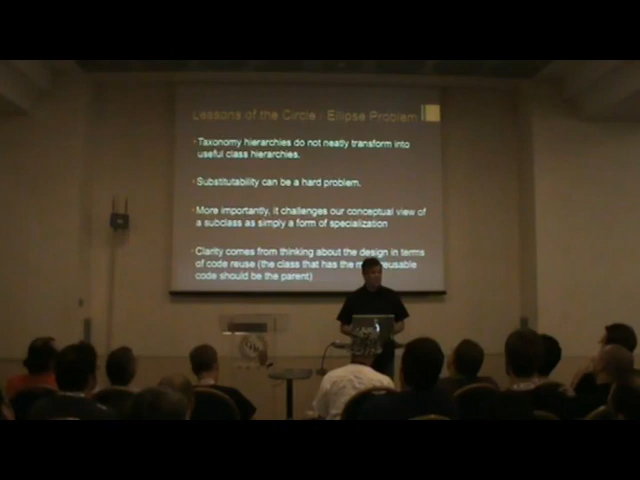 Lessons of the Circle / Ellipse Problem
Taxonomy hierarchies do not neatly transform into
useful class hierarchies.
Substitutability can be a hard problem.
More importantly, it challenges our conceptual view of
a subclass as simply a form of specialization
Clarity comes from thinking about the design in terms
of code reuse (the class that has the reusable
code should be the parent)